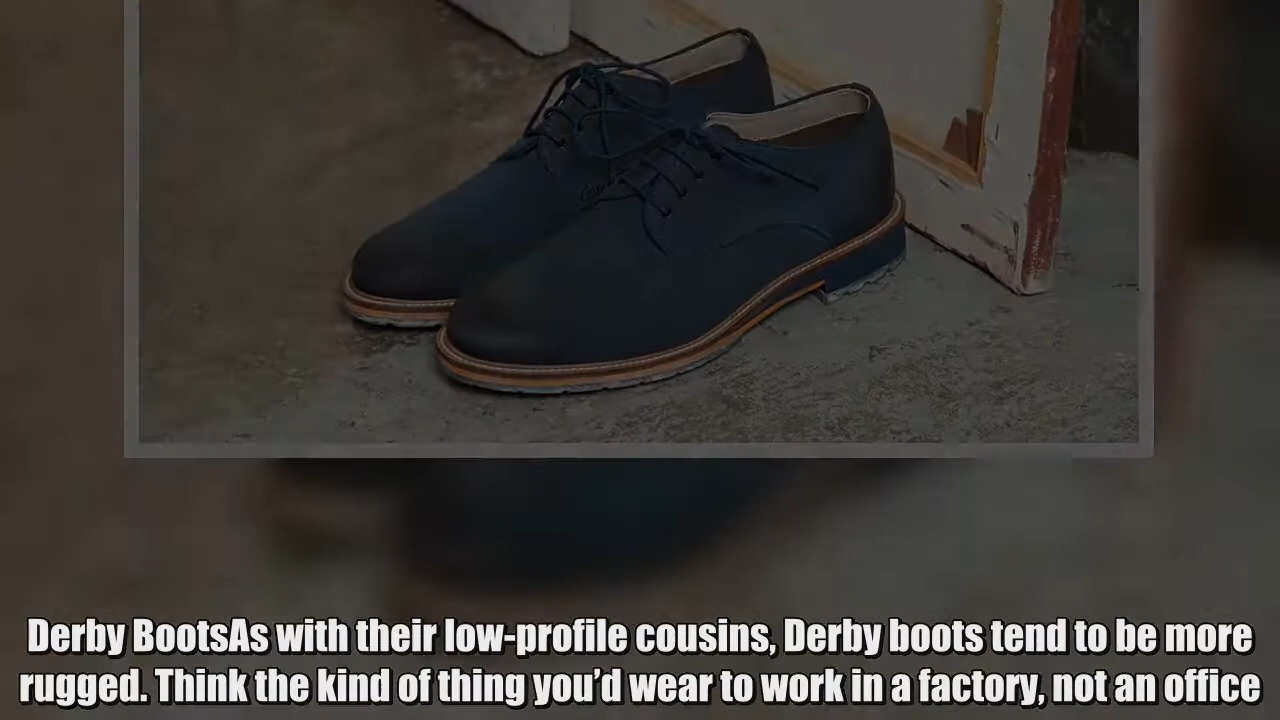 Derby BootsAs with their low-profile cousins, Derby boots tend to be more
rugged. Think the kind of thing you’d wear to work in a factory, not an office